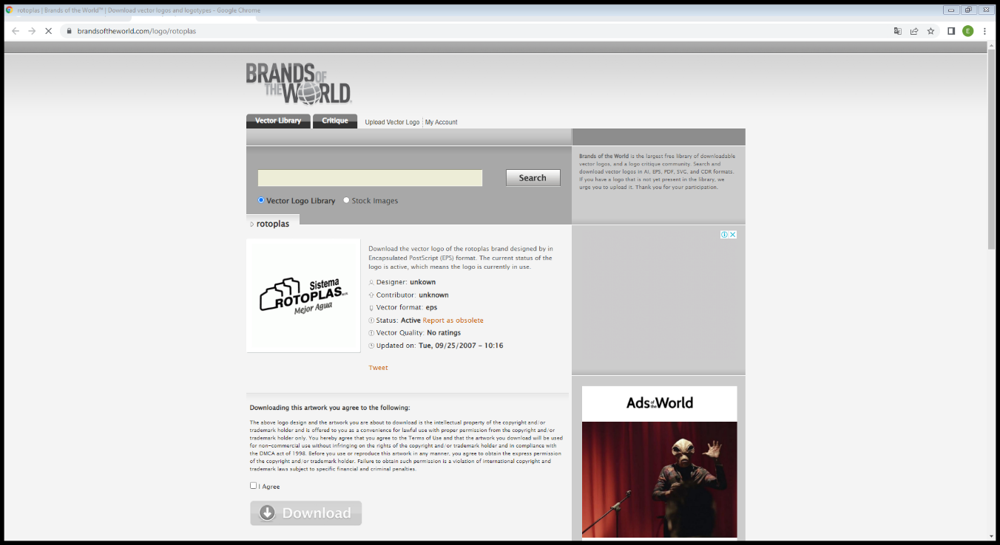 rotoplas | Brands of the World™ | Download vector logos and logotypes - Google Chrome
brandsoftheworld.com/logo/rotoplas
E
BRANDS OF
THE WORLD
Vector Library
Critique
Upload Vector Logo
My Account
Brands of the World is the largest free library of downloadable
vector logos, and a logo critique community. Search and
download vector logos in AI, EPS, PDF, SVG, and CDR formats.
If you have a logo that is not yet present in the library, we
urge you to upload it. Thank you for your participation.
Search
Vector Logo Library
Stock Images
rotoplas
Sistema
ROTOPLAS
Mejor Agua
Download the vector logo of the rotoplas brand designed by in
Encapsulated PostScript (EPS) format. The current status of the
logo is active, which means the logo is currently in use.
Designer: unkown
Contributor: unknown
Vector format: eps
Status: Active Report as obsolete
Vector Quality: No ratings
Updated on: Tue, 09/25/2007 - 10:16
Tweet
Downloading this artwork you agree to the following:
The above logo design and the artwork you are about to download is the intellectual property of the copyright and/or
trademark holder and is offered to you as a convenience for lawful use with proper permission from the copyright and/or
trademark holder only. You hereby agree that you agree to the Terms of Use and that the artwork you download will be used
for non-commercial use without infringing on the rights of the copyright and/or trademark holder and in compliance with
the DMCA act of 1998. Before you use or reproduce this artwork in any manner, you agree to obtain the express permission
of the copyright and/or trademark holder. Failure to obtain such permission is a violation of international copyright and
trademark laws subject to specific financial and criminal penalties.
I Agree
Download
Ads of the World